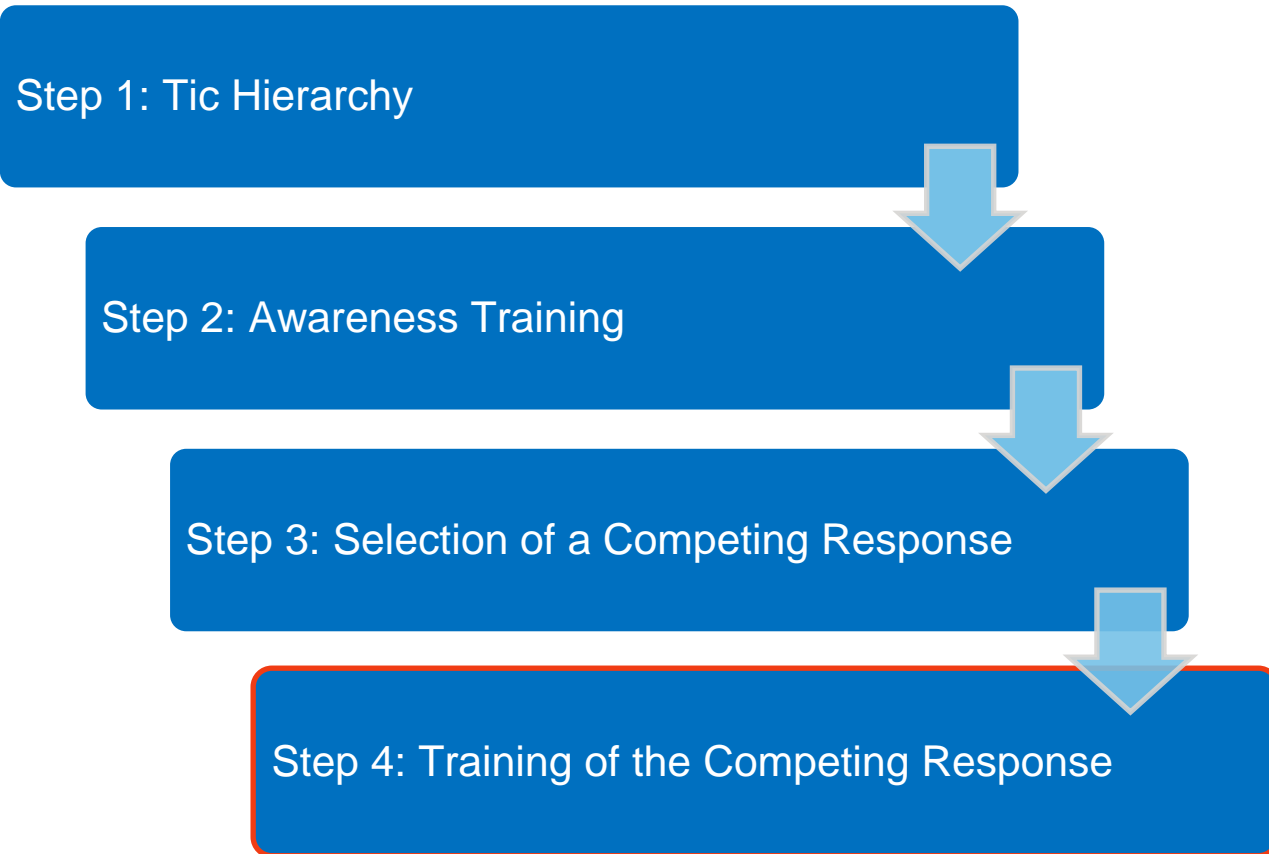 Step 1: Tic Hierarchy
Step 2: Awareness Training
Step 3: Selection of a Competing Response
Step 4: Training of the Competing Response